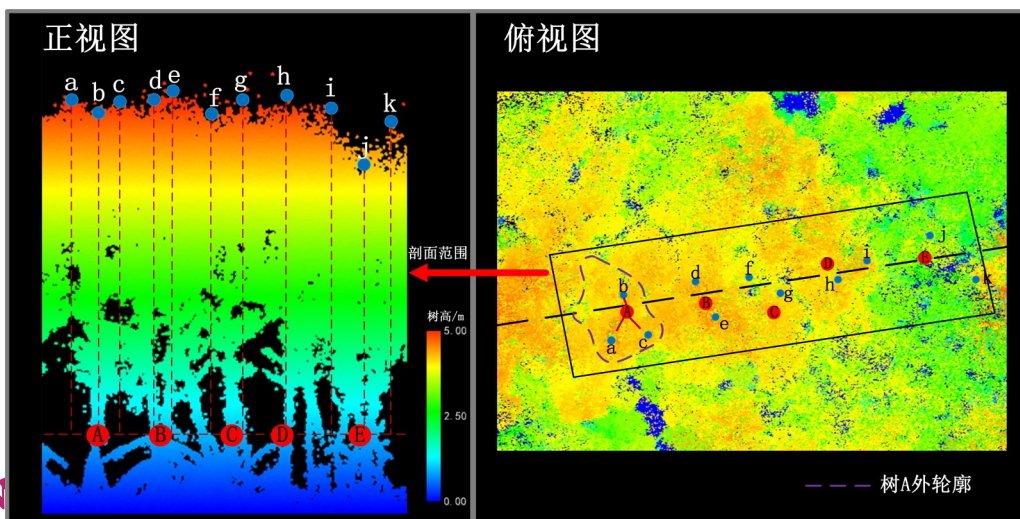 正视图
a b c d e f g h i j k
A B C D E
树高/m
5.00
2.50
0.00
剖面范围
俯视图
j
D i E
d f h k
b g
A B C
e
a c
树A外轮廓